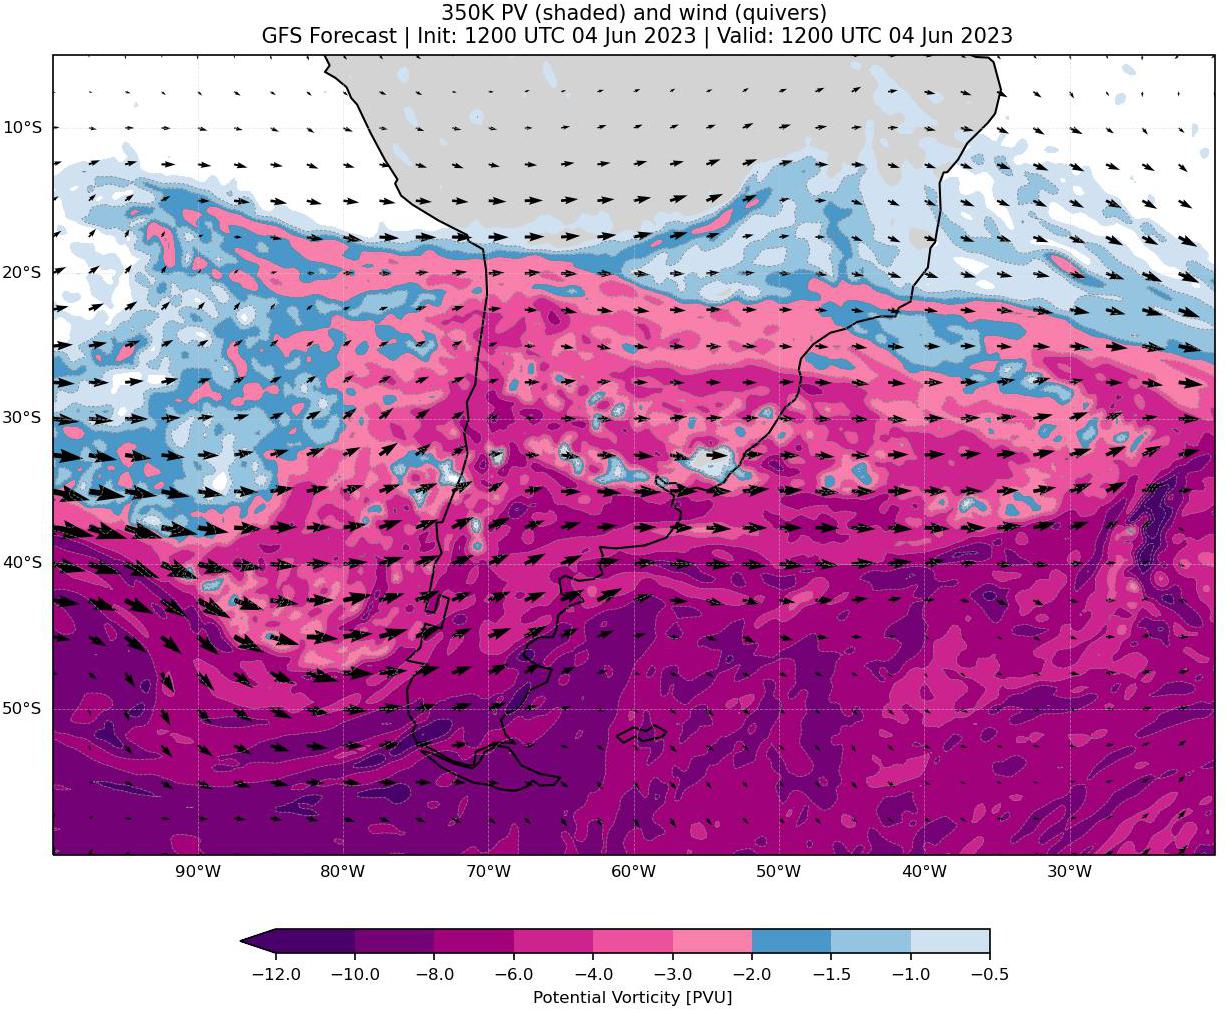 350K PV (shaded) and wind (quivers)
GFS Forecast | Init: 1200 UTC 04 Jun 2023 | Valid: 1200 UTC 04 Jun 2023
10°S
20°S
30°S
40°S
50°S
90°W 80°W 70°W 60°W 50°W 40°W 30°W
−12.0 −10.0 −8.0 −6.0 −4.0 −3.0 −2.0 −1.5 −1.0 −0.5
Potential Vorticity [PVU]